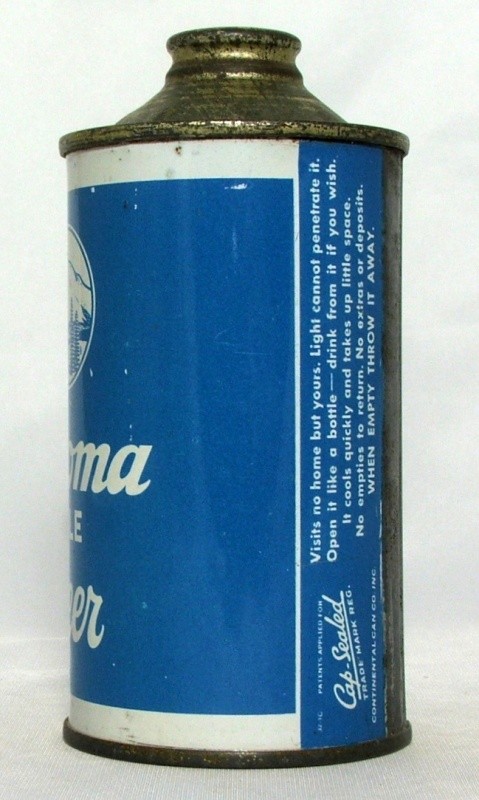 oma
LE
er
Visits no home but yours. Light cannot penetrate it.
Open it like a bottle — drink from it if you wish.
It cools quickly and takes up little space.
No empties to return. No extras or deposits.
WHEN EMPTY THROW IT AWAY.
PATENTS APPLIED FOR
Cap-Sealed
TRADE MARK REG.
CONTINENTAL CAN CO. INC.